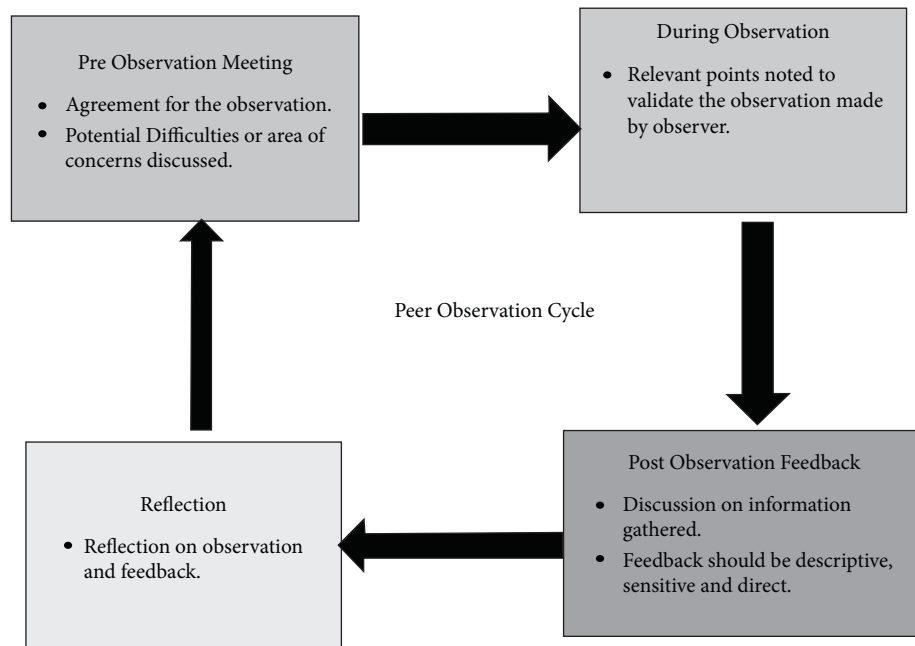 Pre Observation Meeting
• Agreement for the observation.
• Potential Difficulties or area of
concerns discussed.
During Observation
• Relevant points noted to
validate the observation made
by observer.
Peer Observation Cycle
Post Observation Feedback
• Discussion on information
gathered.
• Feedback should be descriptive,
sensitive and direct.
Reflection
• Reflection on observation
and feedback.